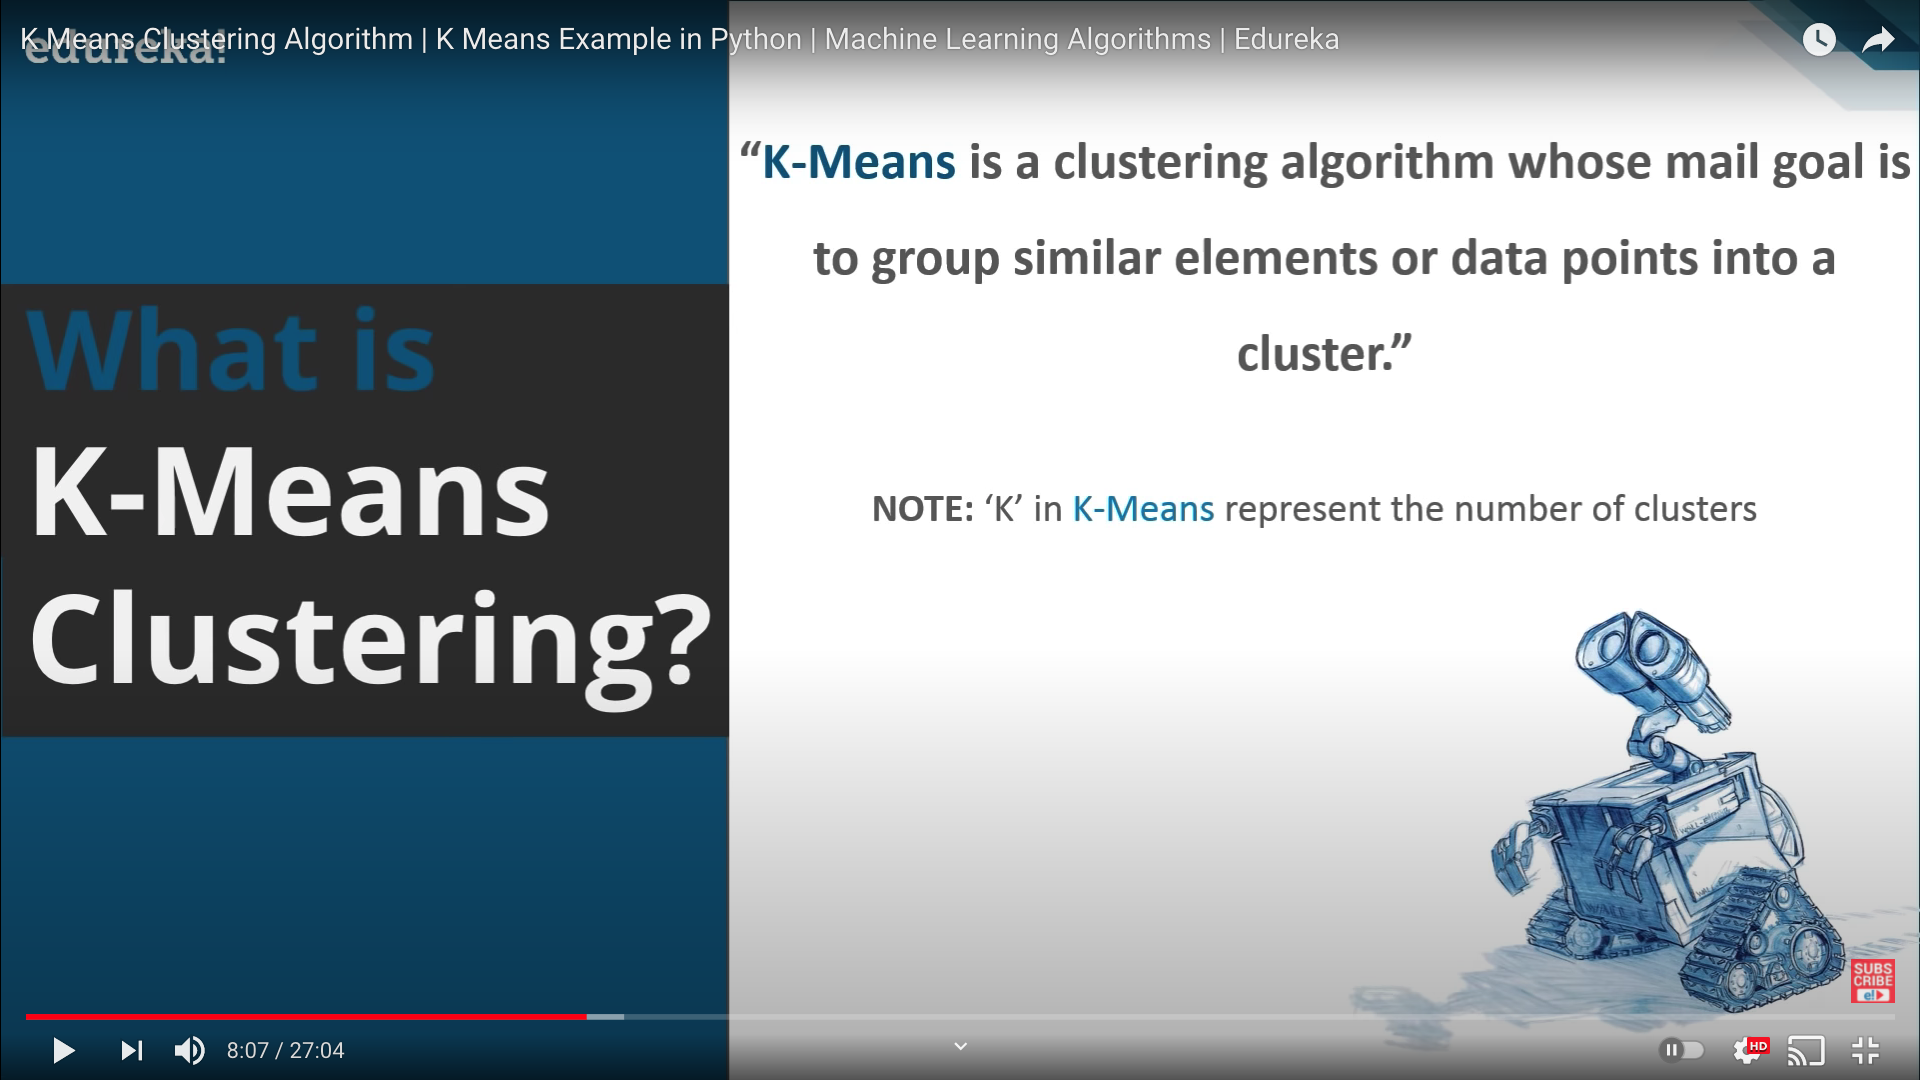 K Means Clustering Algorithm | K Means Example in Python | Machine Learning Algorithms | Edureka
edureka!
What is
K-Means
Clustering?
“K-Means is a clustering algorithm whose mail goal is
to group similar elements or data points into a
cluster.”
NOTE: ‘K’ in K-Means represent the number of clusters
WALL
SUBS
CRIBE
e!
8:07 / 27:04
HD